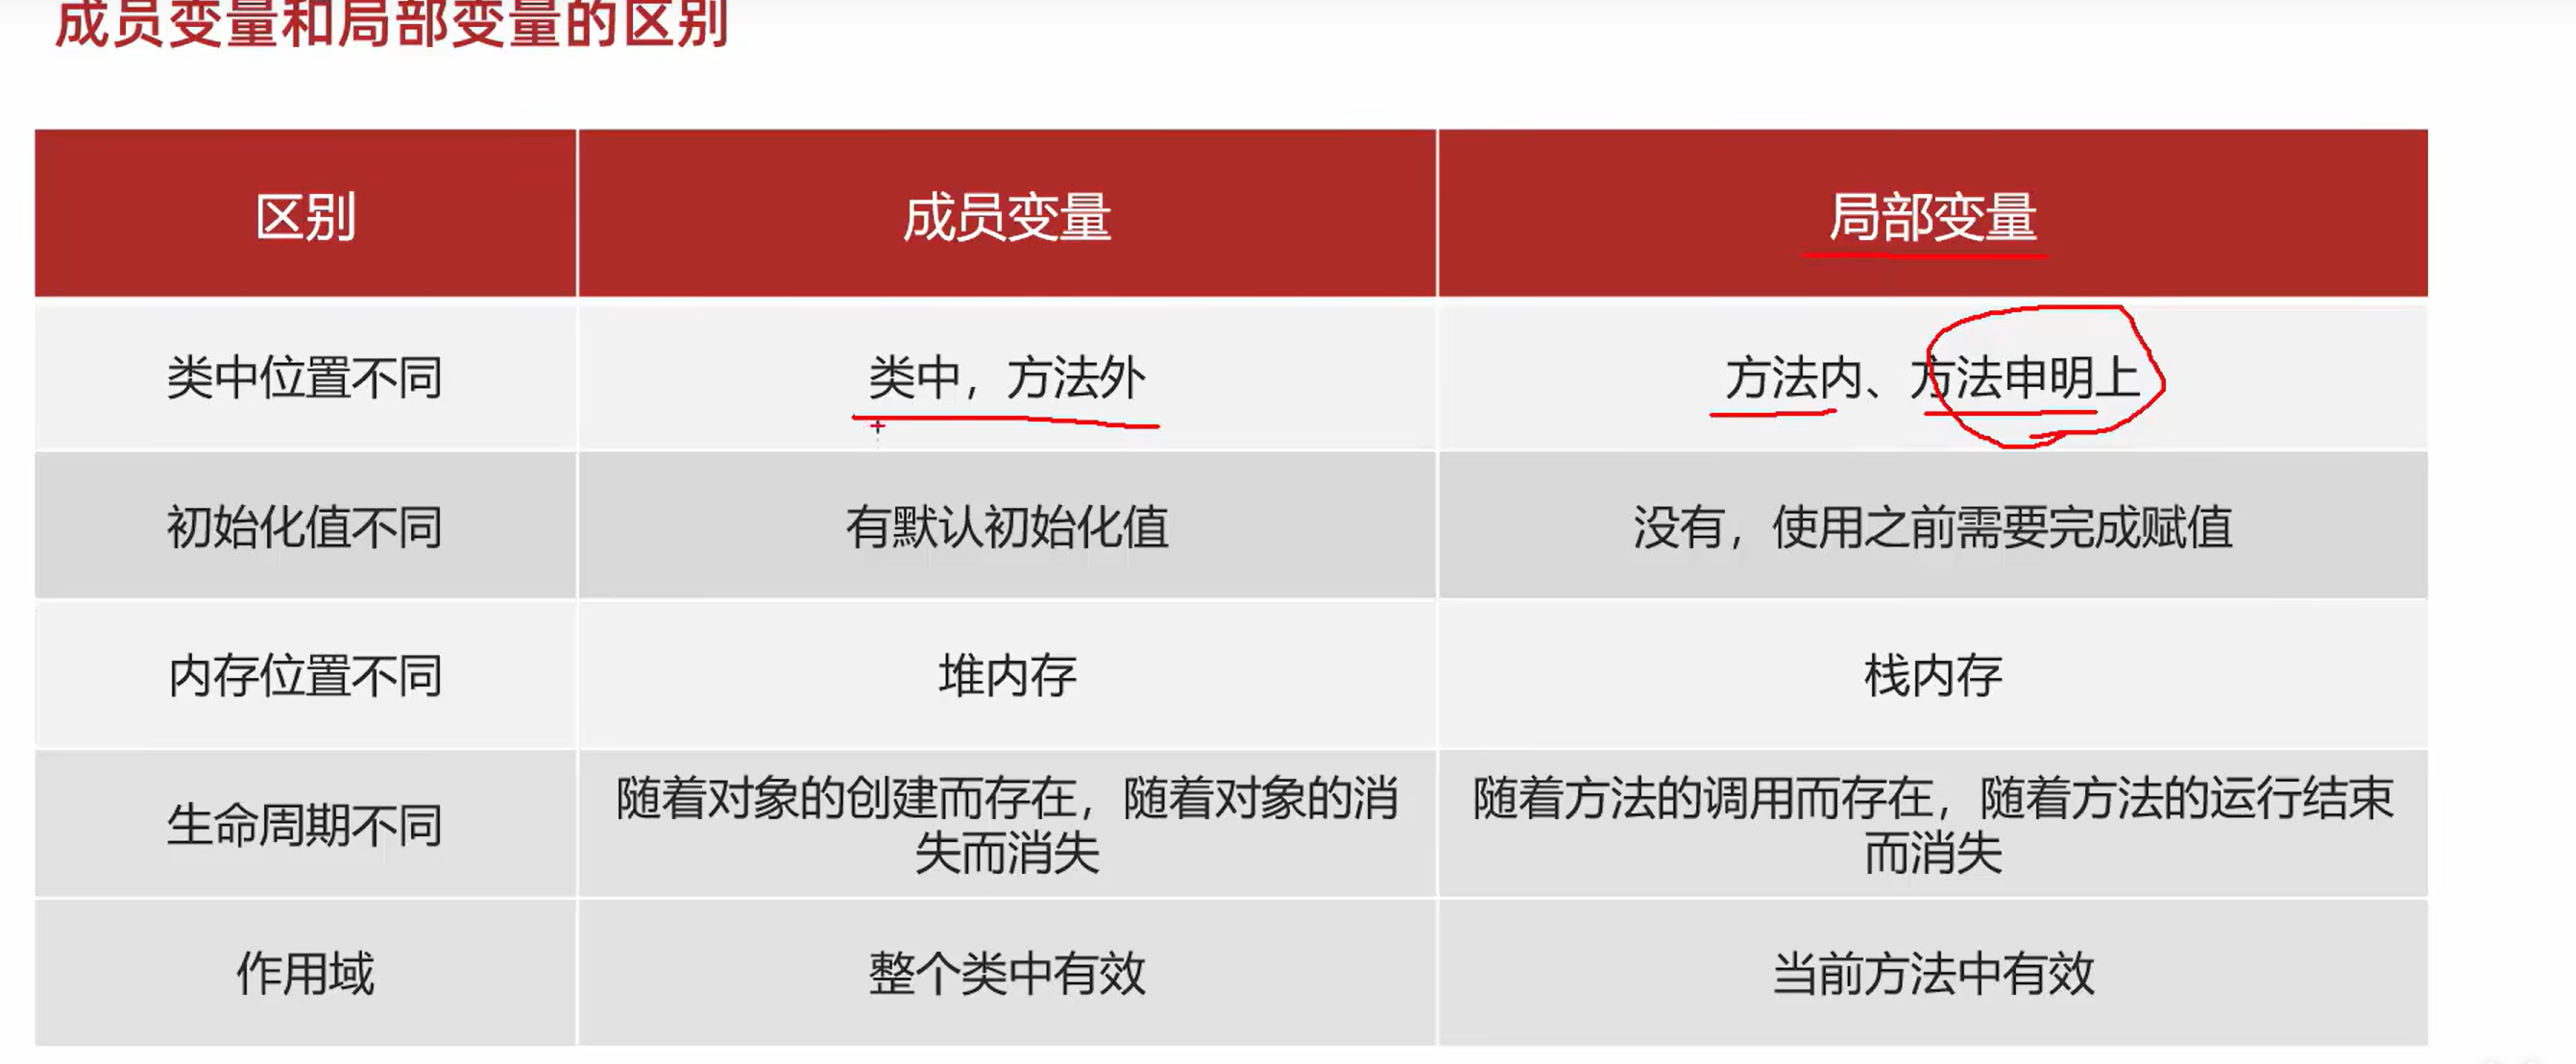 成员变量和局部变量的区别
区别
成员变量
局部变量
类中位置不同
类中，方法外
方法内、方法申明上
初始化值不同
有默认初始化值
没有，使用之前需要完成赋值
内存位置不同
堆内存
栈内存
生命周期不同
随着对象的创建而存在，随着对象的消
失而消失
随着方法的调用而存在，随着方法的运行结束
而消失
作用域
整个类中有效
当前方法中有效